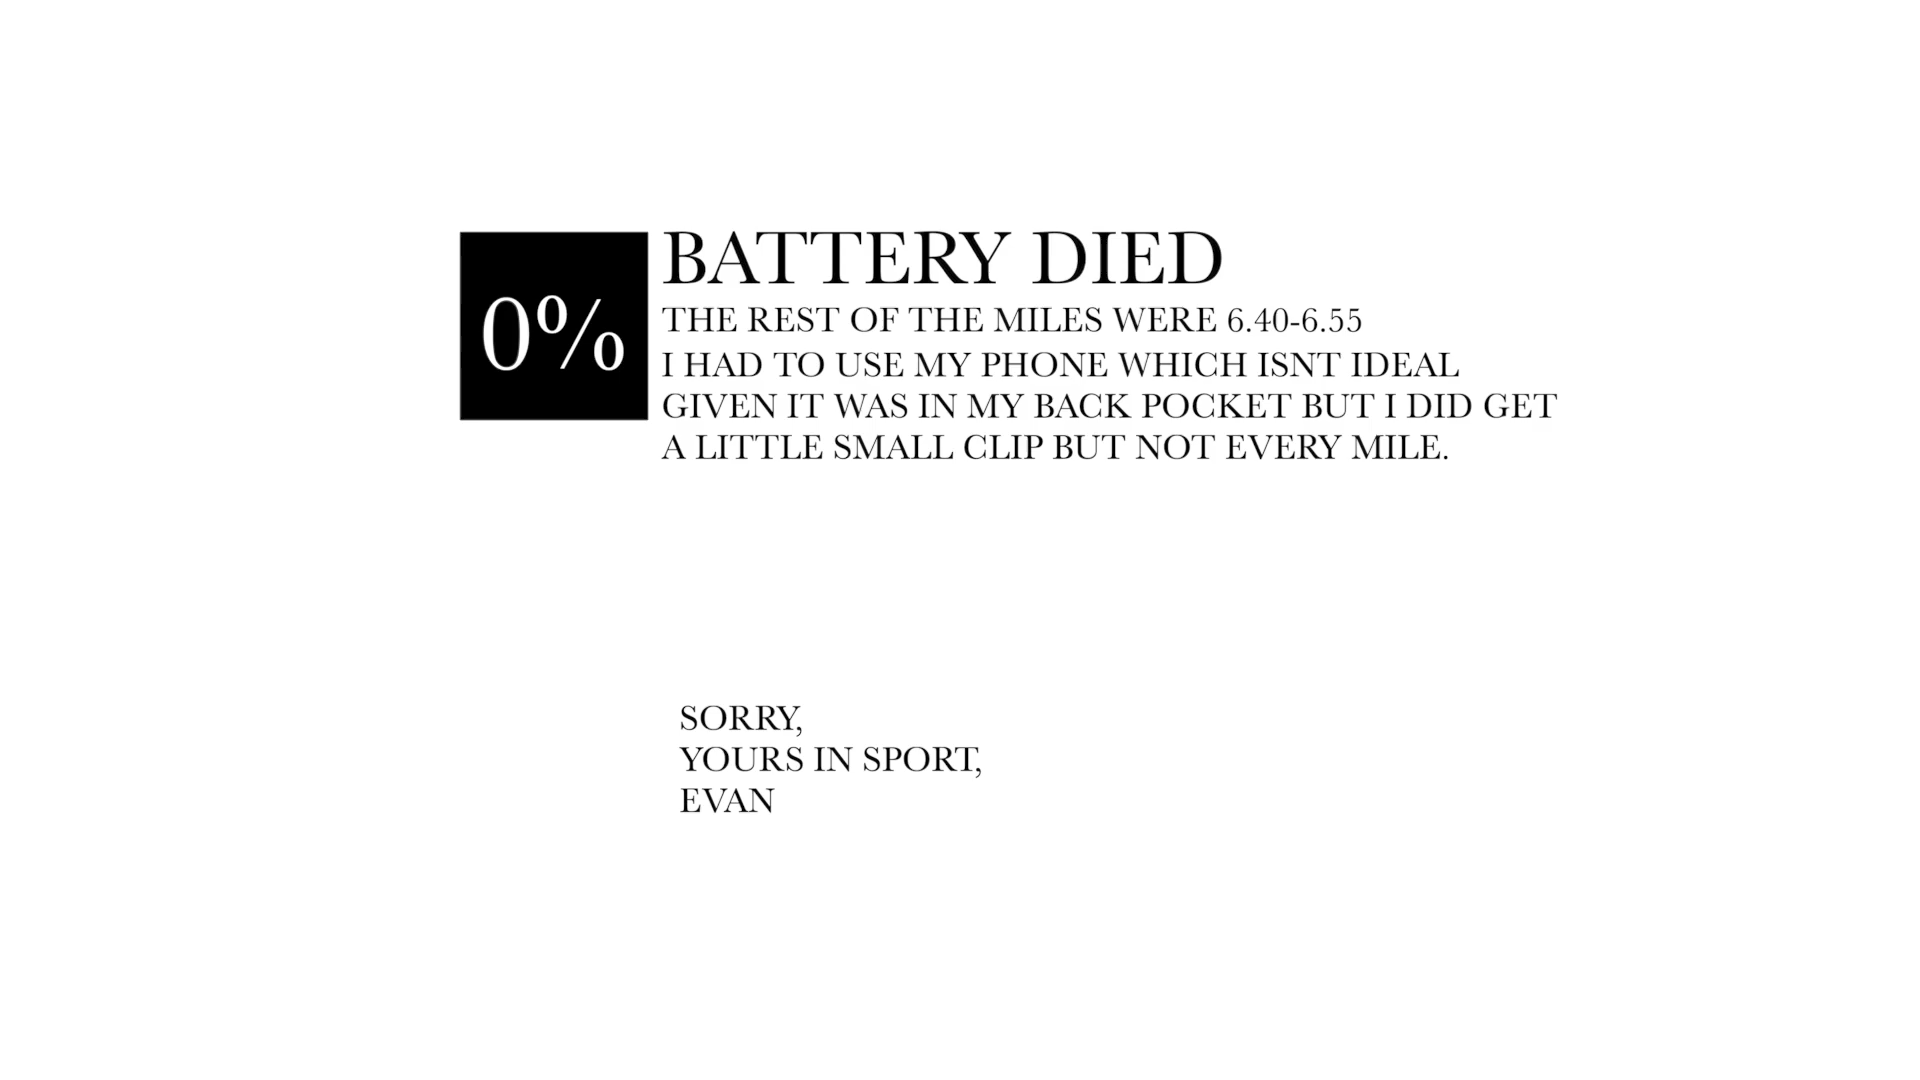 0%
BATTERY DIED
THE REST OF THE MILES WERE 6.40-6.55
I HAD TO USE MY PHONE WHICH ISNT IDEAL
GIVEN IT WAS IN MY BACK POCKET BUT I DID GET
A LITTLE SMALL CLIP BUT NOT EVERY MILE.
SORRY,
YOURS IN SPORT,
EVAN